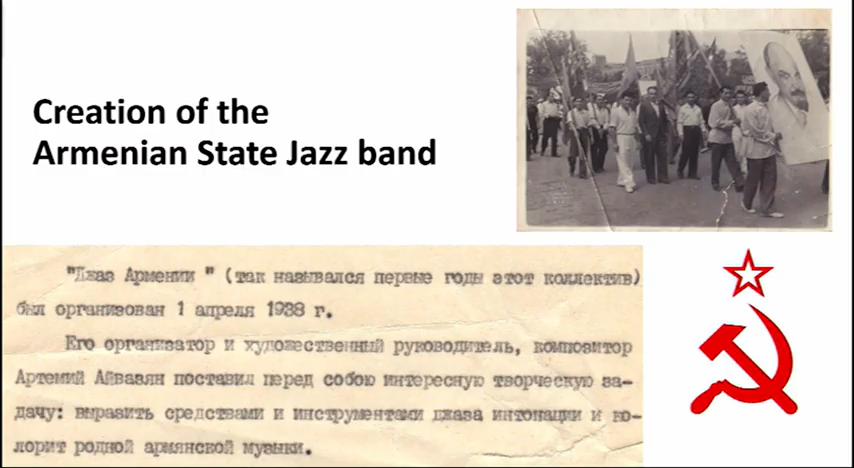 Creation of the
Armenian State Jazz band
"Джаз Армении " (так назывался первые годы этот коллектив)
был организован 1 апреля 1938 г.
Его организатор и художественный руководитель, композитор
Артемий Айвазян поставил перед собою интересную творческую за-
дачу: выразить средствами и инструментами джаза интонации и ко-
лорит родной армянской музыки.